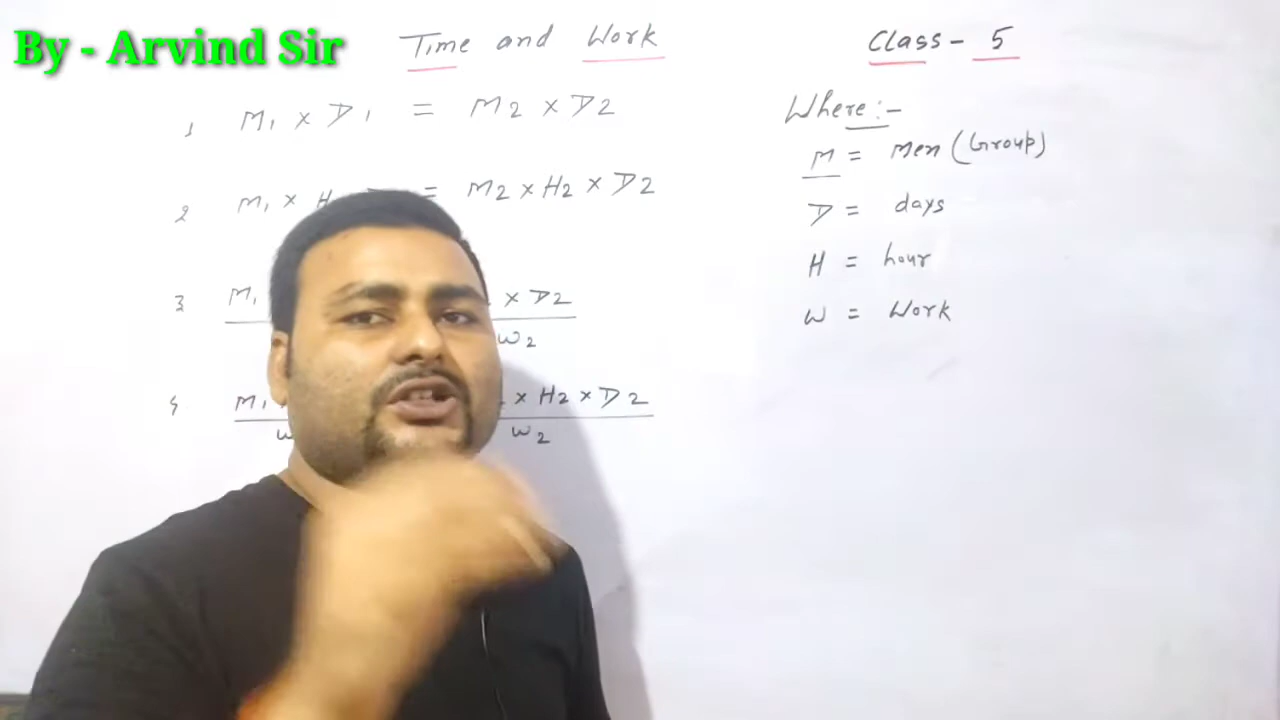 By - Arvind Sir
Time and Work
Class - 5
1 M1 × D1 = M2 × D2
2 M1 × H = M2 × H2 × D2
3 M1 × D2
W2
4 M1 × H2 × D2
W W2
Where :-
M = Men (Group)
D = days
H = hour
W = Work